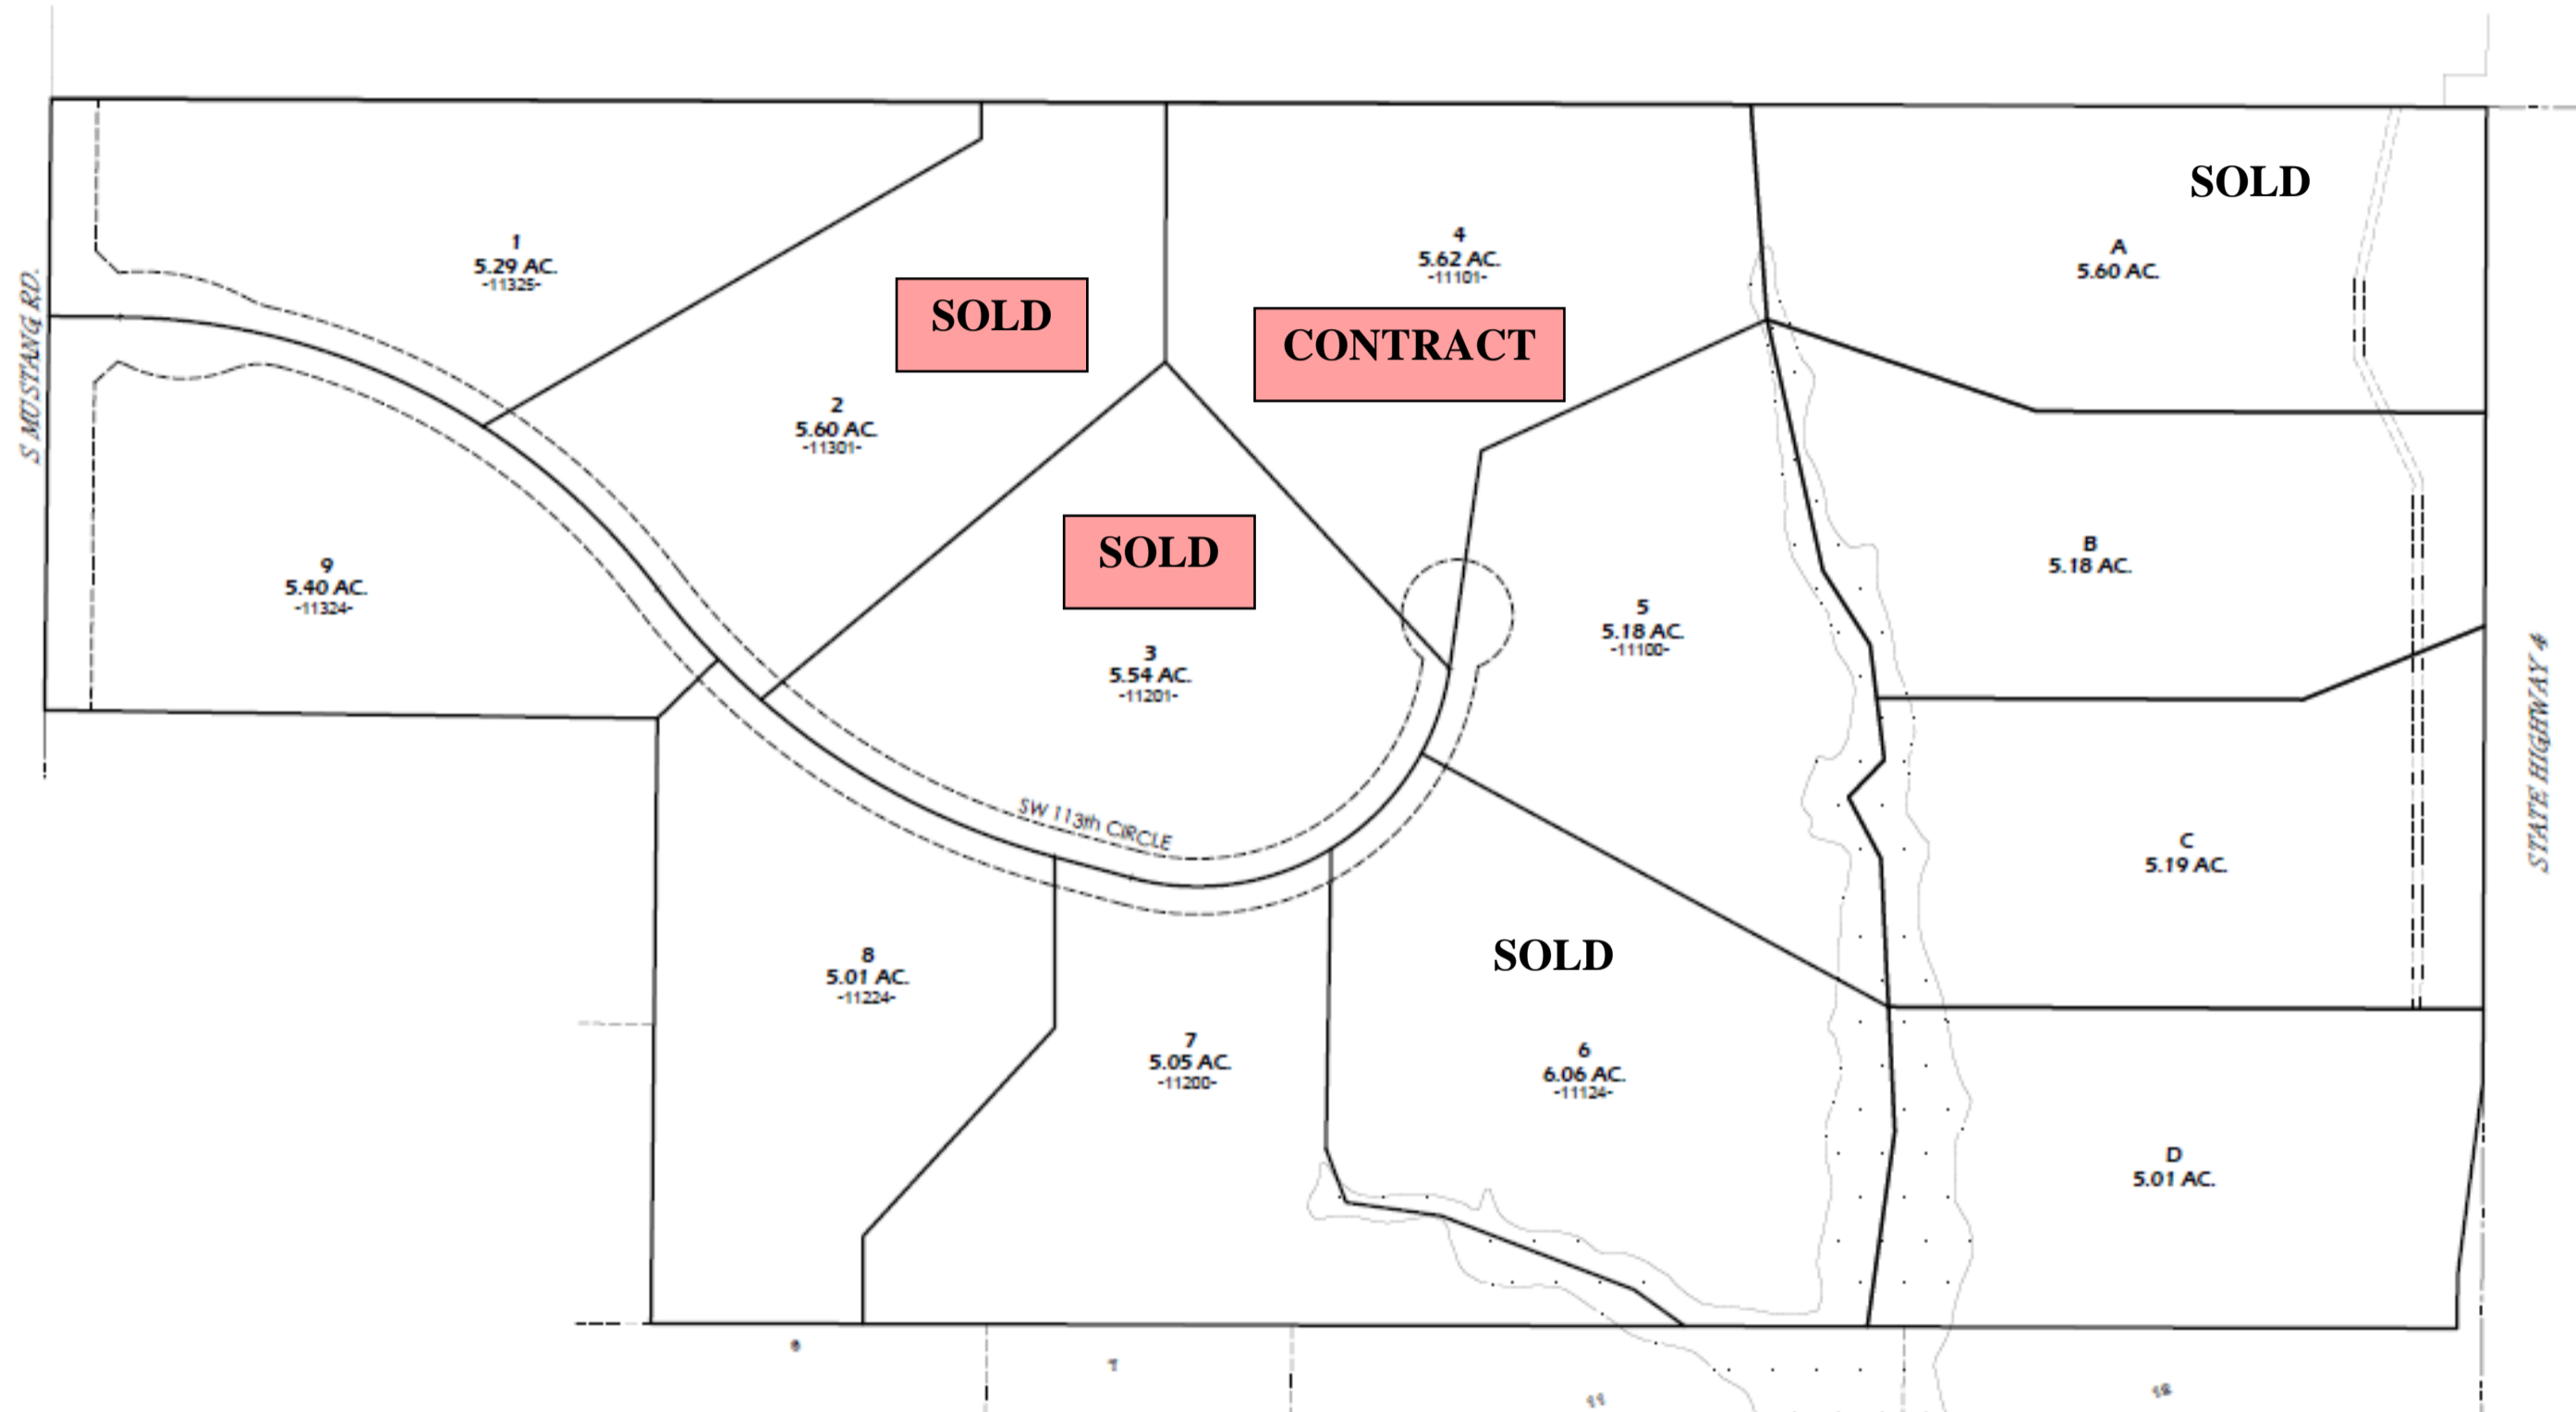 SOLD
A
5.60 AC.
4
5.62 AC.
-11101-
1
5.29 AC.
-11325-
SOLD
CONTRACT
S MUSTANG RD.
2
5.60 AC.
-11301-
SOLD
B
5.18 AC.
9
5.40 AC.
-11324-
5
5.18 AC.
-11100-
3
5.54 AC.
-11201-
STATE HIGHWAY 4
SW 113th CIRCLE
C
5.19 AC.
SOLD
8
5.01 AC.
-11224-
7
5.05 AC.
-11200-
6
6.06 AC.
-11124-
D
5.01 AC.
11